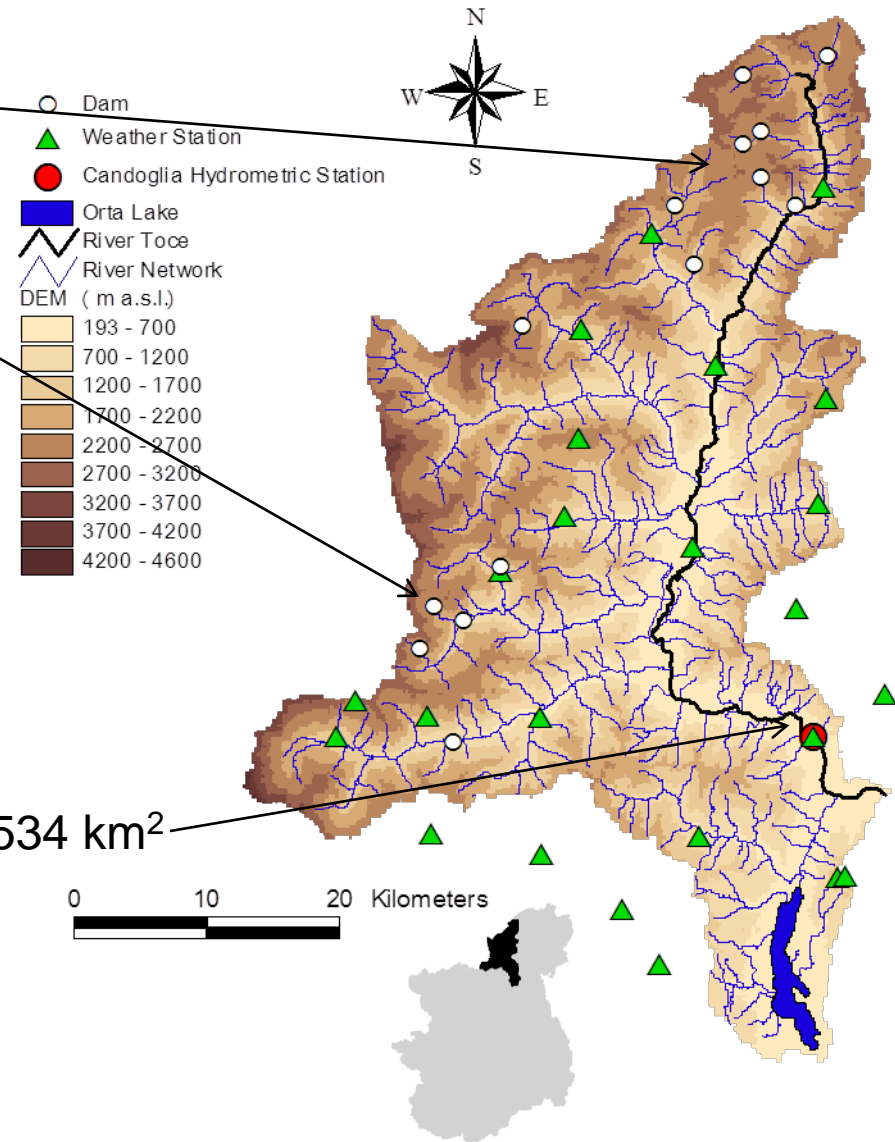 N
W E
S
Dam
Weather Station
Candoglia Hydrometric Station
Orta Lake
River Toce
River Network
DEM ( m a.s.l.)
193 - 700
700 - 1200
1200 - 1700
1700 - 2200
2200 - 2700
2700 - 3200
3200 - 3700
3700 - 4200
4200 - 4600
534 km²
0 10 20 Kilometers